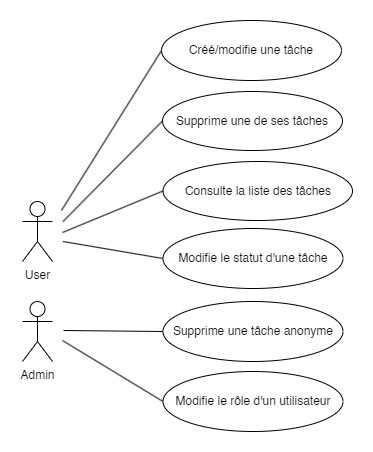 Créé/modifie une tâche
Supprime une de ses tâches
Consulte la liste des tâches
Modifie le statut d'une tâche
User
Supprime une tâche anonyme
Admin
Modifie le rôle d'un utilisateur